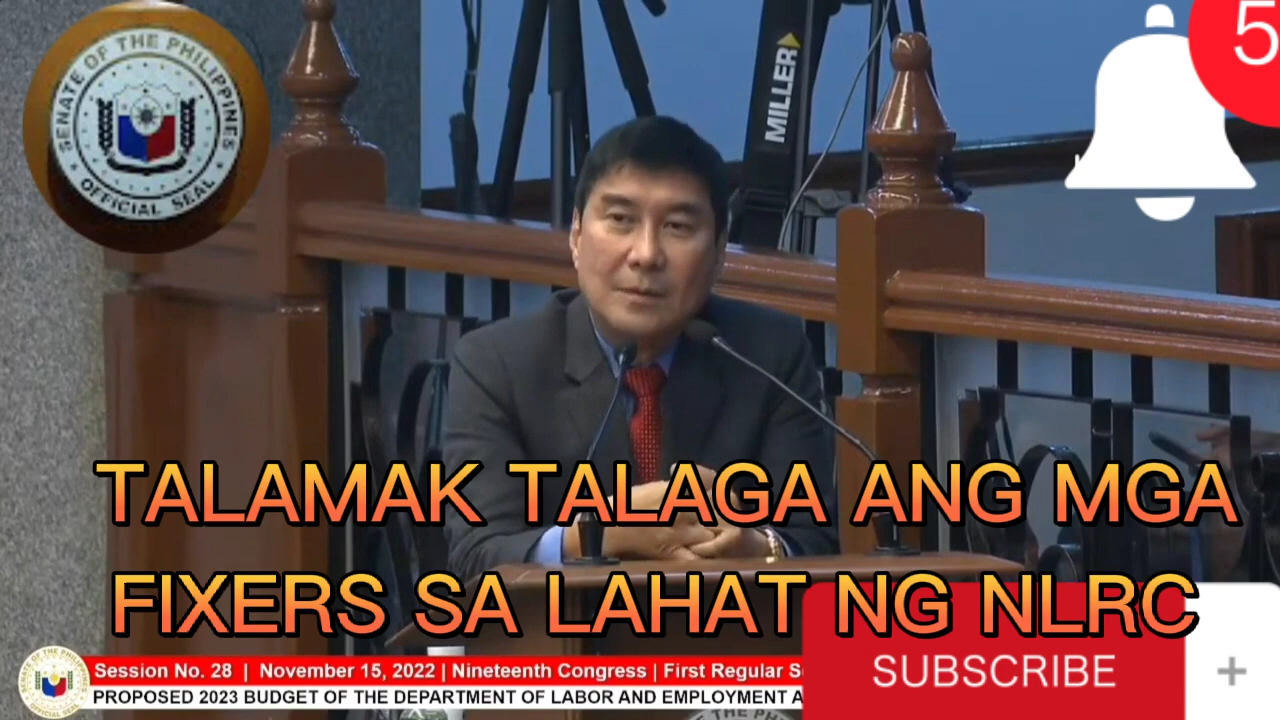 SENATE OF THE PHILIPPINES
OFFICIAL SEAL
MILLER
5
TALAMAK TALAGA ANG MGA
FIXERS SA LAHAT NG NLRC
Session No. 28 | November 15, 2022 | Nineteenth Congress | First Regular
PROPOSED 2023 BUDGET OF THE DEPARTMENT OF LABOR AND EMPLOYMENT A
SUBSCRIBE +